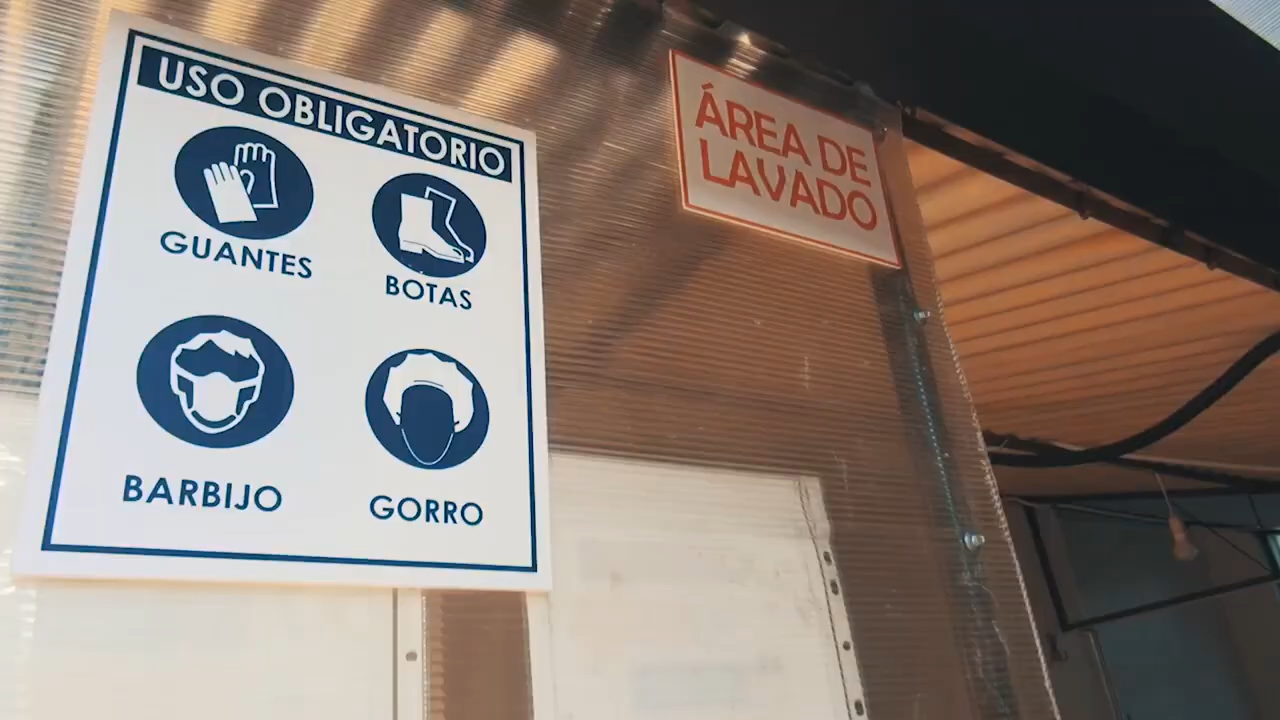 USO OBLIGATORIO
GUANTES
BOTAS
BARBIJO
GORRO
ÁREA DE
LAVADO